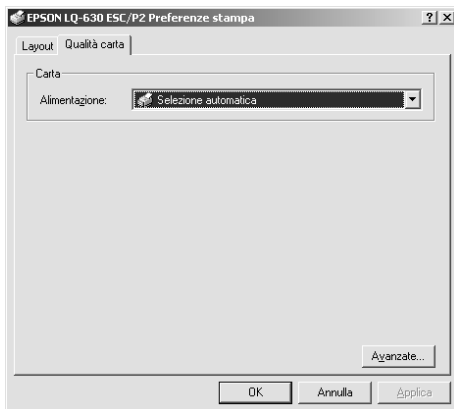 EPSON LQ-630 ESC/P2 Preferenze stampa
Layout Qualità carta
Carta
Alimentazione: Selezione automatica
Avanzate...
OK Annulla Applica